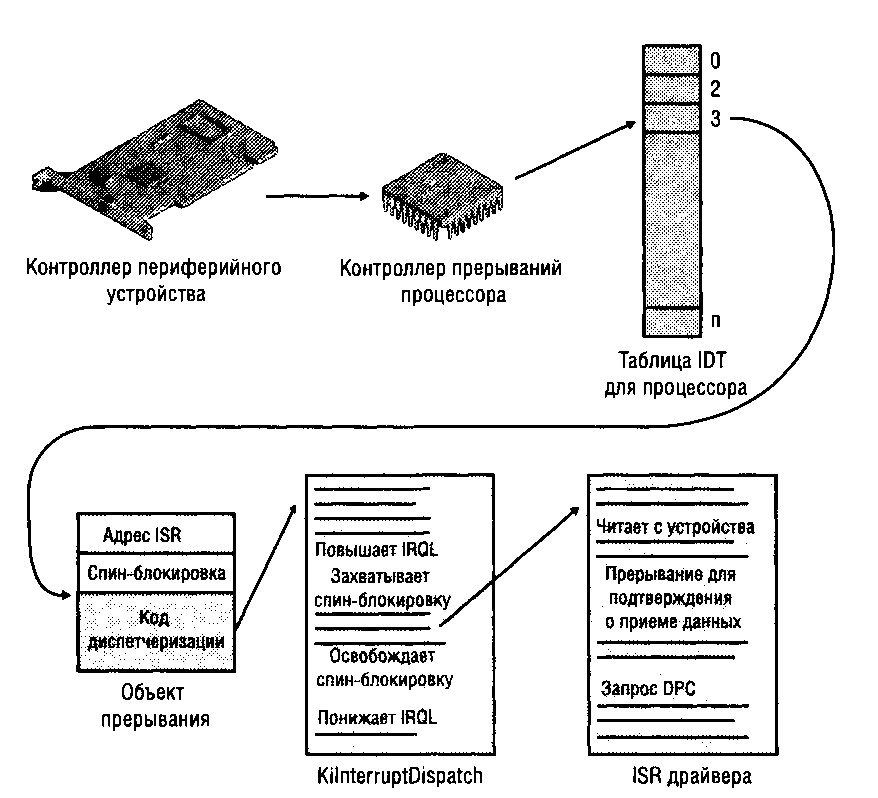 0
2
3
п
Контроллер периферийного
устройства
Контроллер прерываний
процессора
Таблица IDT
для процессора
Адрес ISR
Спин-блокировка
Код
диспетчеризации
Объект
прерывания
Повышает IRQL
Захватывает
спин-блокировку
Освобождает
спин-блокировку
Понижает IRQL
KiInterruptDispatch
Читает с устройства
Прерывание для
подтверждения
о приеме данных
Запрос DPC
ISR драйвера